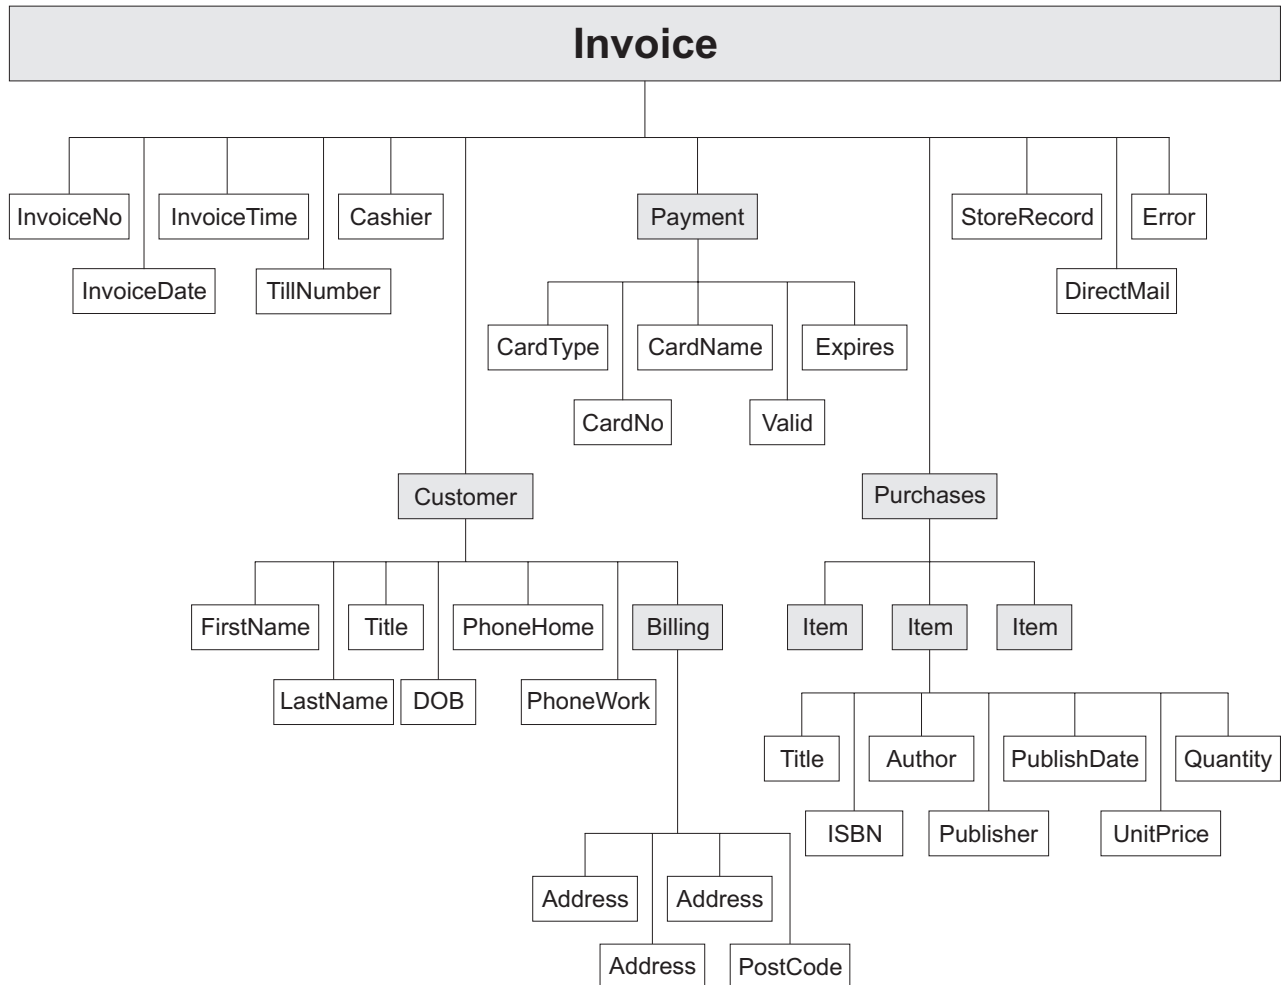 Invoice
InvoiceNo
InvoiceTime
Cashier
Payment
StoreRecord
Error
InvoiceDate
TillNumber
DirectMail
CardType
CardName
Expires
CardNo
Valid
Customer
Purchases
FirstName
Title
PhoneHome
Billing
Item
Item
Item
LastName
DOB
PhoneWork
Title
Author
PublishDate
Quantity
ISBN
Publisher
UnitPrice
Address
Address
Address
PostCode